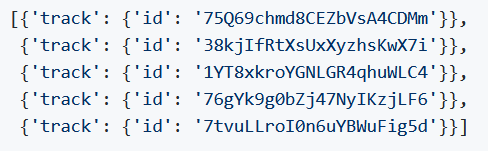 [{'track': {'id': '75Q69chmd8CEZbVsA4CDMm'}},
{'track': {'id': '38kjIfRtXsUxXyzhsKwX7i'}},
{'track': {'id': '1YT8xkroYGNLGR4qhuWLC4'}},
{'track': {'id': '76gYk9g0bZj47NyIKzjLF6'}},
{'track': {'id': '7tvuLLroI0n6uYBWuFig5d'}}]